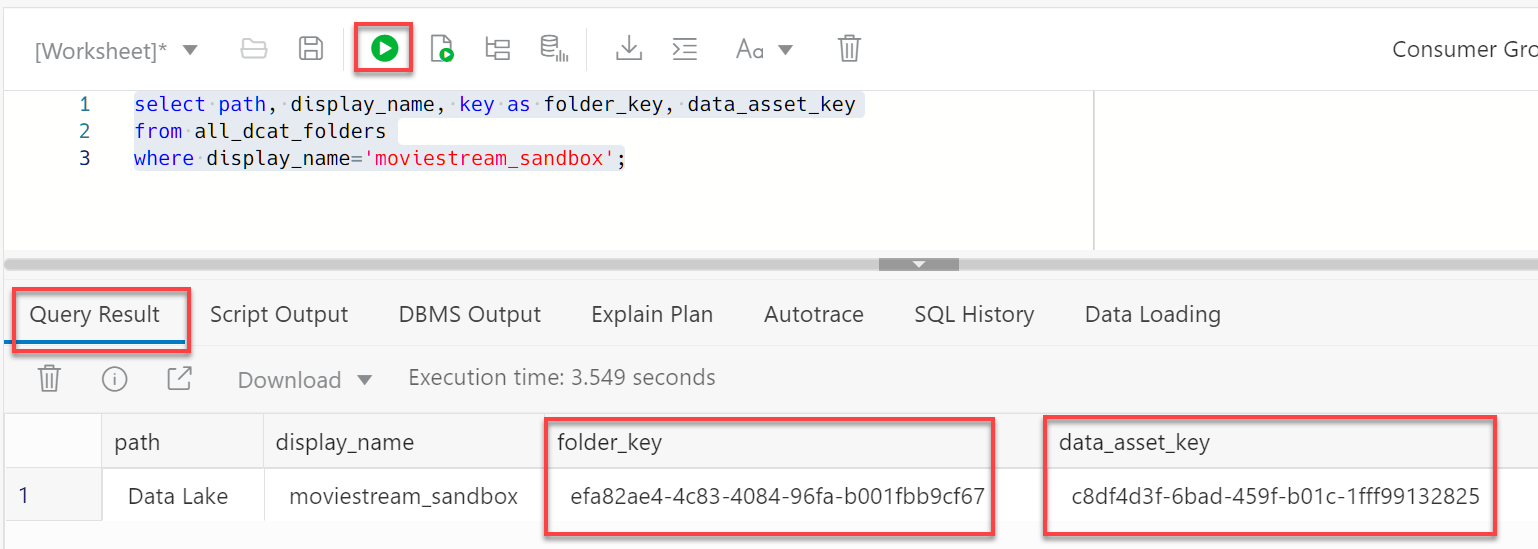 [Worksheet]*
Aa
Consumer Gro
1 select path, display_name, key as folder_key, data_asset_key
2 from all_dcat_folders
3 where display_name='moviestream_sandbox';
Query Result Script Output DBMS Output Explain Plan Autotrace SQL History Data Loading
Download Execution time: 3.549 seconds
path display_name folder_key data_asset_key
1 Data Lake moviestream_sandbox efa82ae4-4c83-4084-96fa-b001fbb9cf67 c8df4d3f-6bad-459f-b01c-1fff99132825